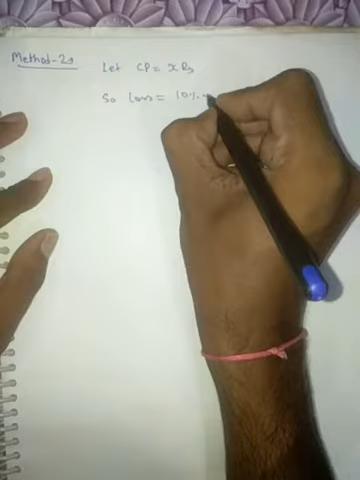 Method-2:
Let CP = x Rs
So loss = 10%